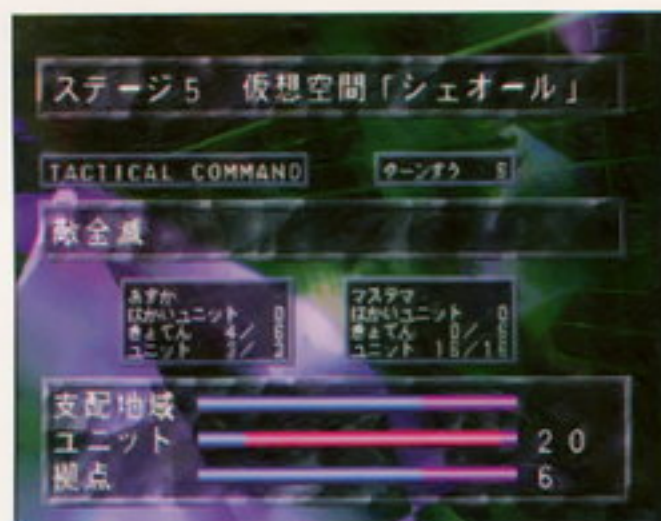 ステージ5 仮想空間「シェオール」
TACTICAL COMMAND ターンすう
敵全滅
あすか マステマ
はかいユニット 0 はかいユニット 0
きょてん 4/ きょてん 0/
ユニット 3/ 3 ユニット
支配地域
ユニット 20
拠点 6